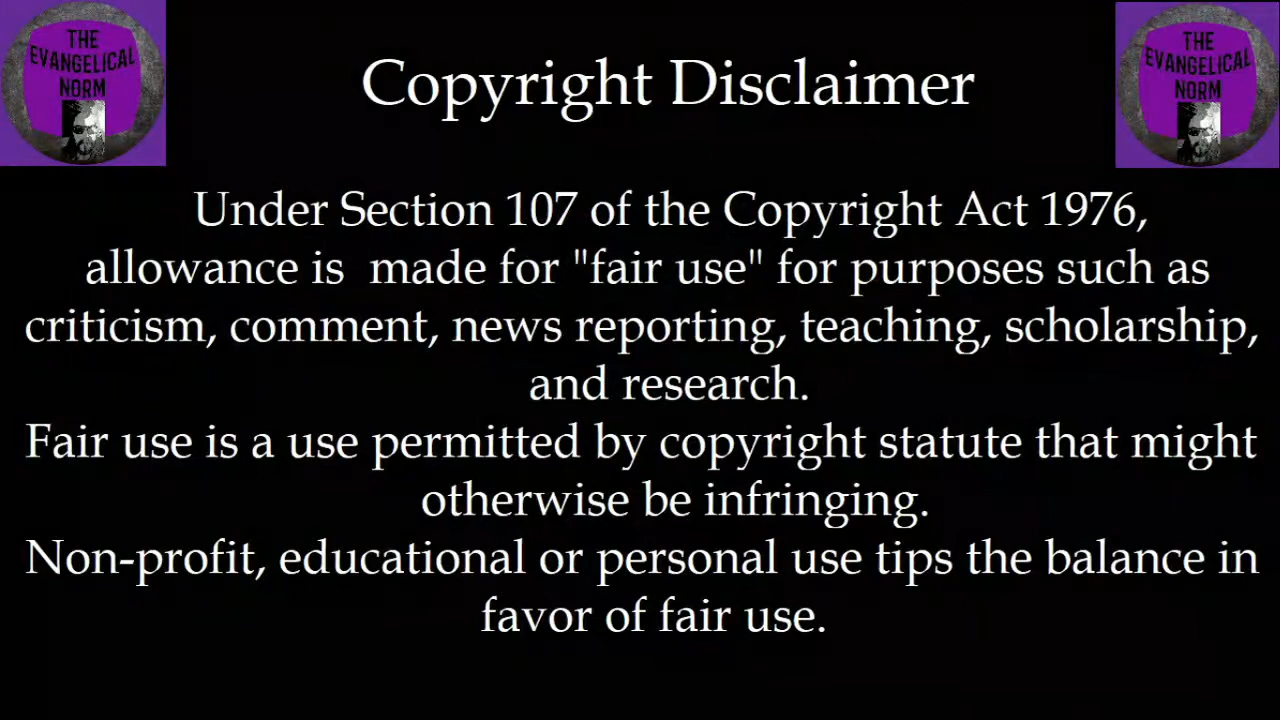 THE
EVANGELICAL
NORM
Copyright Disclaimer
THE
EVANGELICAL
NORM
Under Section 107 of the Copyright Act 1976,
allowance is  made for "fair use" for purposes such as
criticism, comment, news reporting, teaching, scholarship,
and research.
Fair use is a use permitted by copyright statute that might
otherwise be infringing.
Non-profit, educational or personal use tips the balance in
favor of fair use.